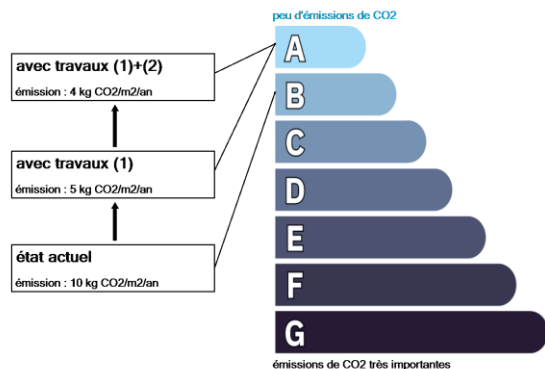 peu d'émissions de CO2
A
B
C
D
E
F
G
émissions de CO2 très importantes
avec travaux (1)+(2)
émission : 4 kg CO2/m2/an
avec travaux (1)
émission : 5 kg CO2/m2/an
état actuel
émission : 10 kg CO2/m2/an